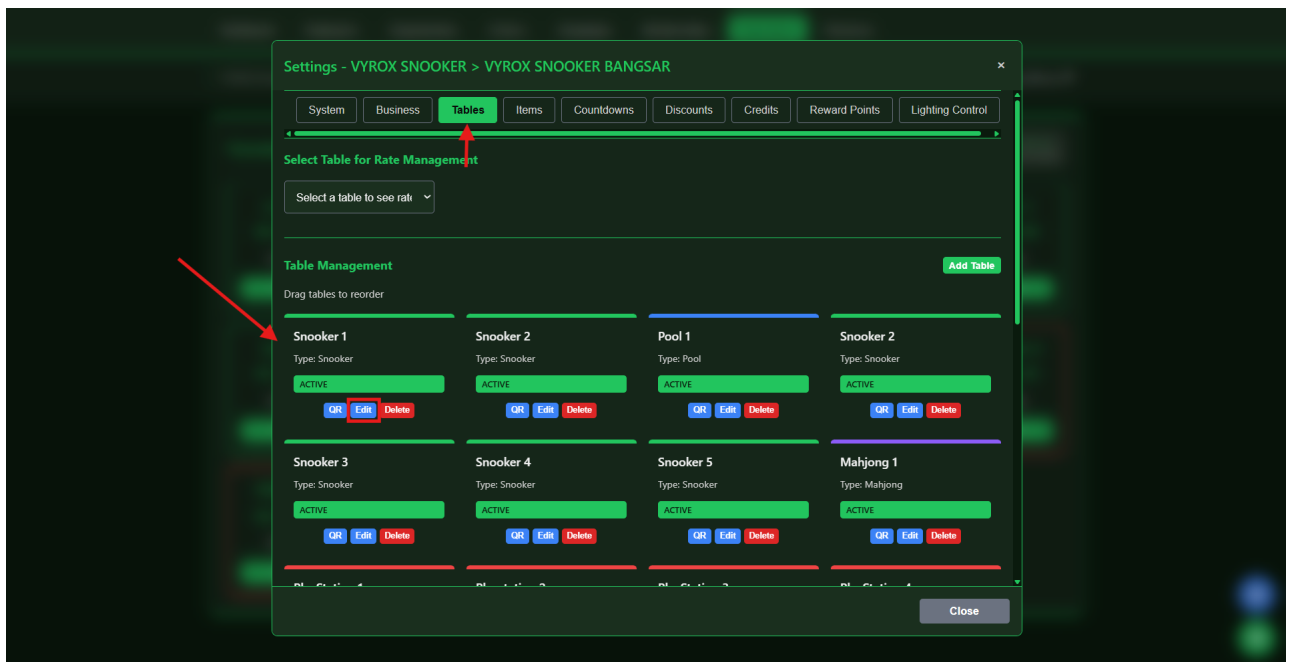 Settings - VYROX SNOOKER > VYROX SNOOKER BANGSAR ×
System Business Tables Items Countdowns Discounts Credits Reward Points Lighting Control
Select Table for Rate Management
Select a table to see rat
Table Management Add Table
Drag tables to reorder
Snooker 1 Snooker 2 Pool 1 Snooker 2
Type: Snooker Type: Snooker Type: Pool Type: Snooker
ACTIVE ACTIVE ACTIVE ACTIVE
QR Edit Delete QR Edit Delete QR Edit Delete QR Edit Delete
Snooker 3 Snooker 4 Snooker 5 Mahjong 1
Type: Snooker Type: Snooker Type: Snooker Type: Mahjong
ACTIVE ACTIVE ACTIVE ACTIVE
QR Edit Delete QR Edit Delete QR Edit Delete QR Edit Delete
Close